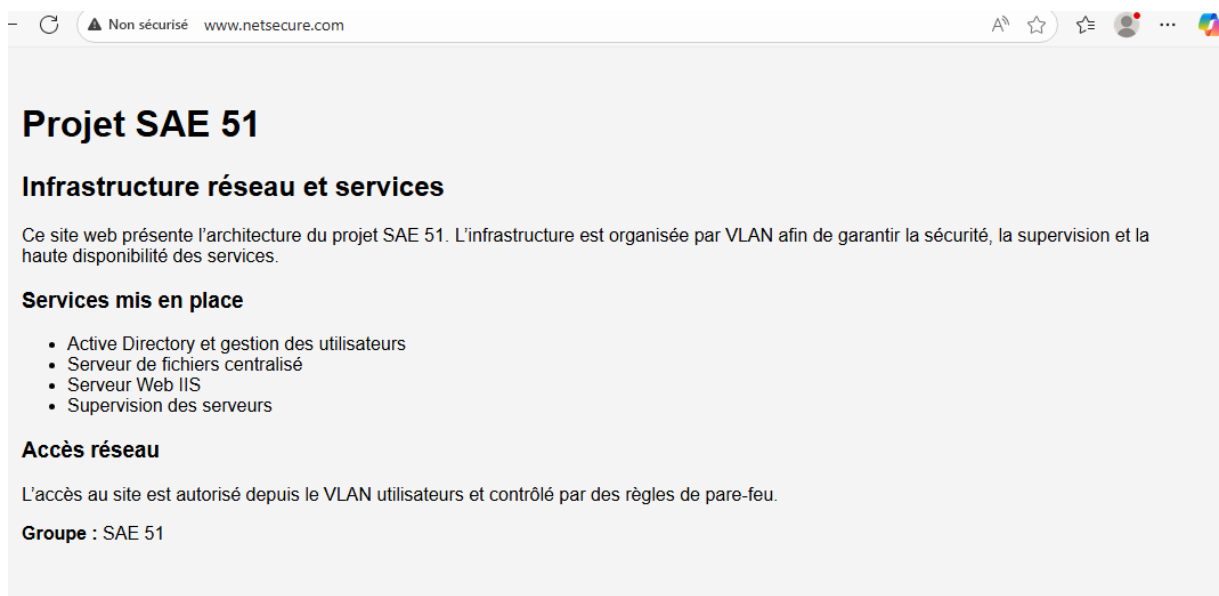 Non sécurisé www.netsecure.com
Projet SAE 51
Infrastructure réseau et services
Ce site web présente l’architecture du projet SAE 51. L’infrastructure est organisée par VLAN afin de garantir la sécurité, la supervision et la
haute disponibilité des services.
Services mis en place
• Active Directory et gestion des utilisateurs
• Serveur de fichiers centralisé
• Serveur Web IIS
• Supervision des serveurs
Accès réseau
L’accès au site est autorisé depuis le VLAN utilisateurs et contrôlé par des règles de pare-feu.
Groupe : SAE 51